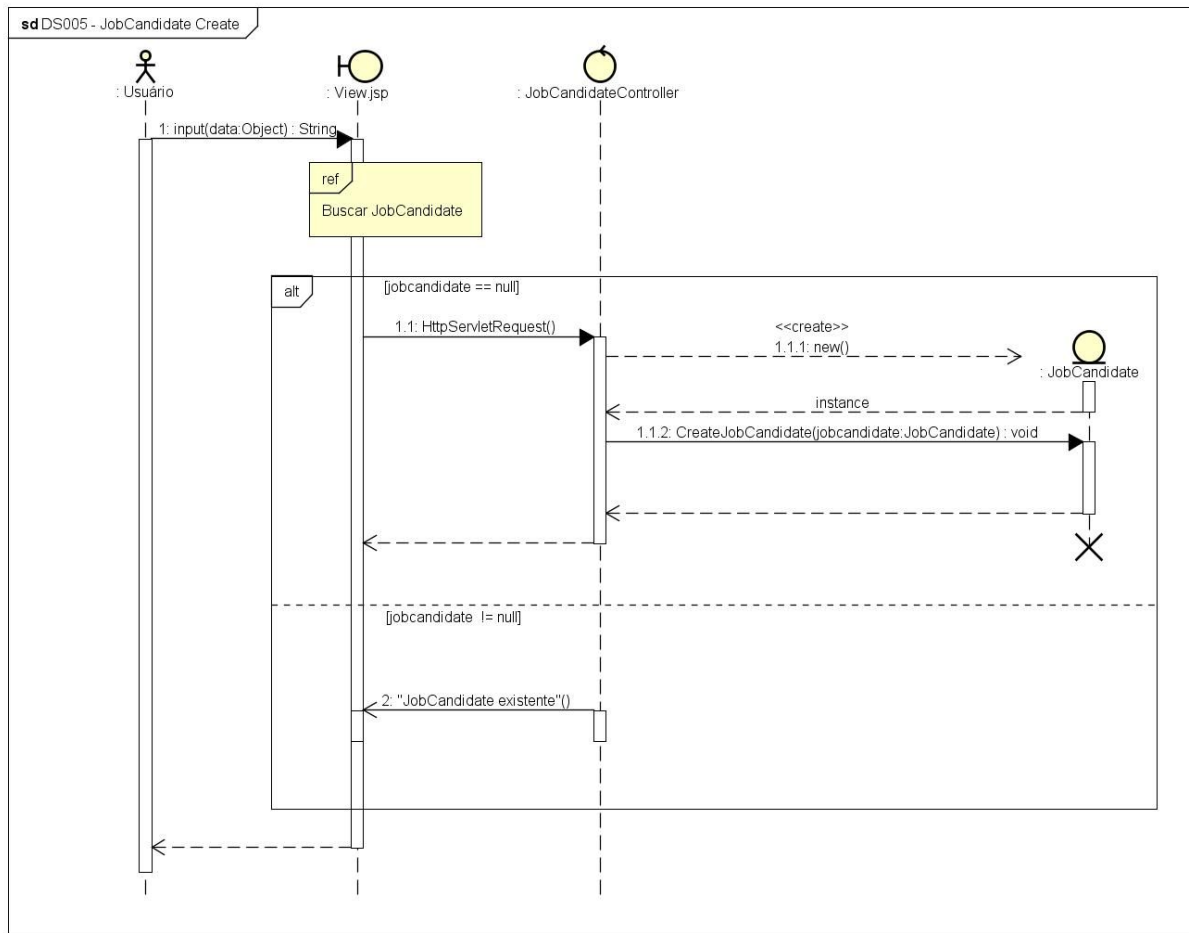 sd DS005 - JobCandidate Create
: Usuário
: View.jsp
: JobCandidateController
1: input(data:Object) : String
ref
Buscar JobCandidate
alt
[jobcandidate == null]
1.1: HttpServletRequest()
<<create>>
1.1.1: new()
: JobCandidate
instance
1.1.2: CreateJobCandidate(jobcandidate:JobCandidate) : void
[jobcandidate != null]
2: "JobCandidate existente"()